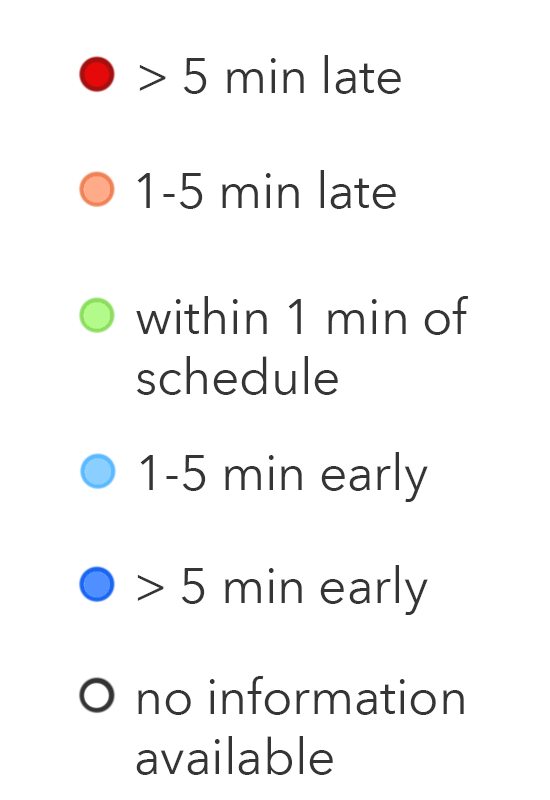 > 5 min late
1-5 min late
within 1 min of
schedule
1-5 min early
> 5 min early
no information
available